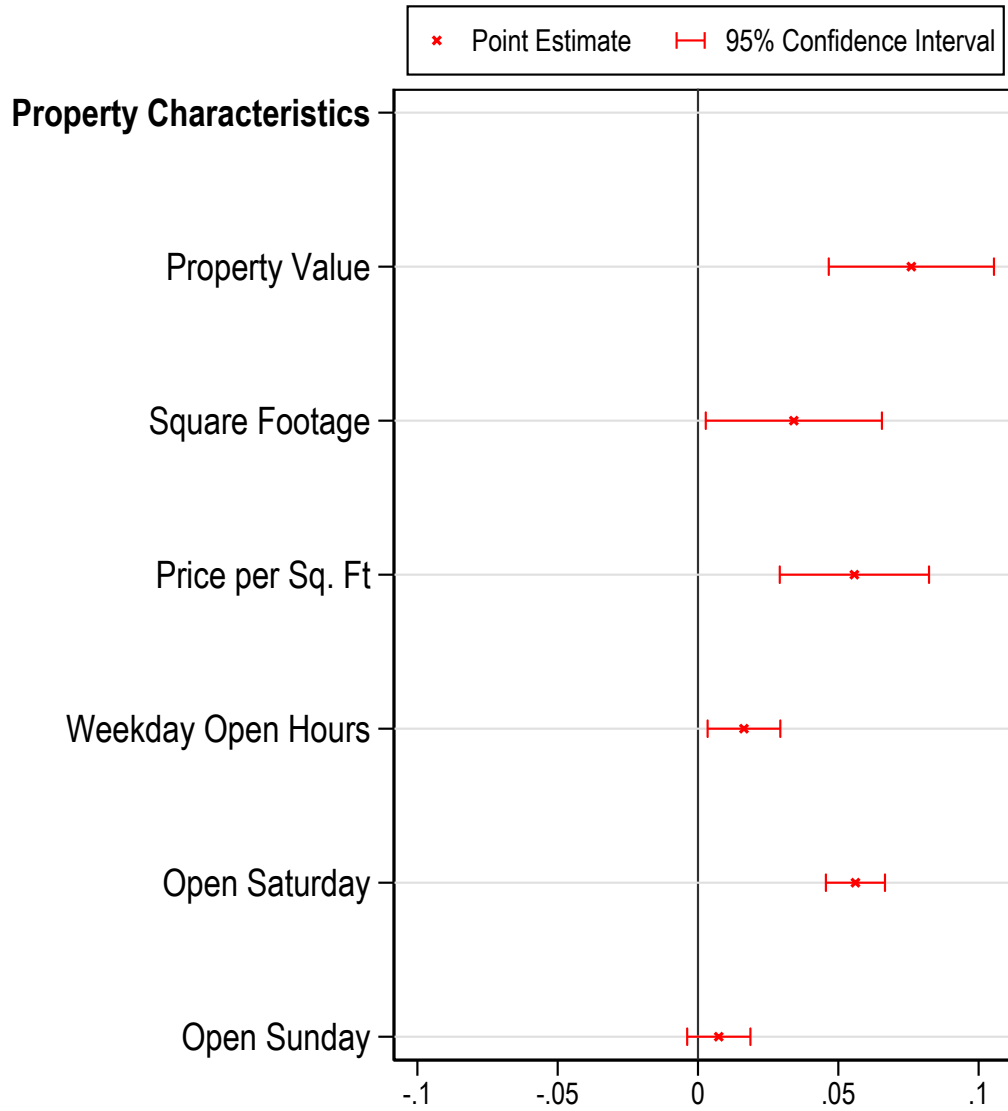 Point Estimate 95% Confidence Interval
Property Characteristics
Property Value
Square Footage
Price per Sq. Ft
Weekday Open Hours
Open Saturday
Open Sunday
-.1 -.05 0 .05 .1